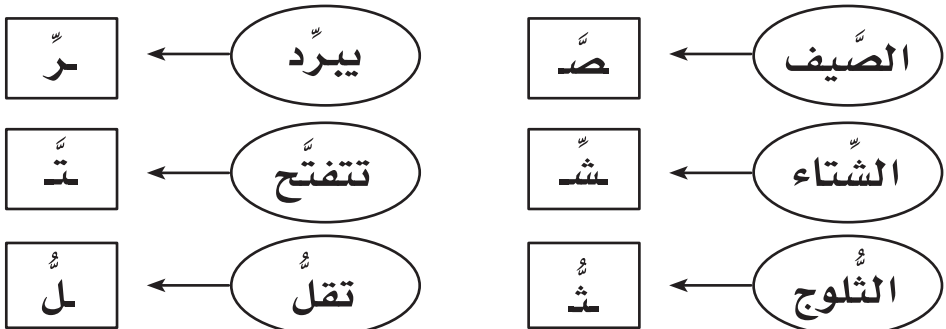 الصَّيف صَّـ يبرِّد ـرِّ
الشِّتاء ـشِّـ تتفتَّح ـتَّـ
الثُّلوج ـثُّـ تقلُّ ـلُّ